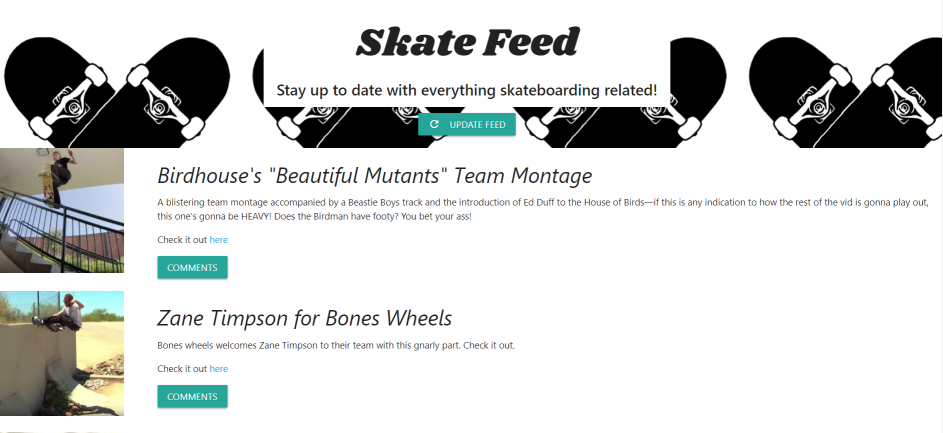 Skate Feed
Stay up to date with everything skateboarding related!
UPDATE FEED
Birdhouse's "Beautiful Mutants" Team Montage
A blistering team montage accompanied by a Beastie Boys track and the introduction of Ed Duff to the House of Birds—if this is any indication to how the rest of the vid is gonna play out,
this one's gonna be HEAVY! Does the Birdman have footy? You bet your ass!
Check it out here
COMMENTS
Zane Timpson for Bones Wheels
Bones wheels welcomes Zane Timpson to their team with this gnarly part. Check it out.
Check it out here
COMMENTS